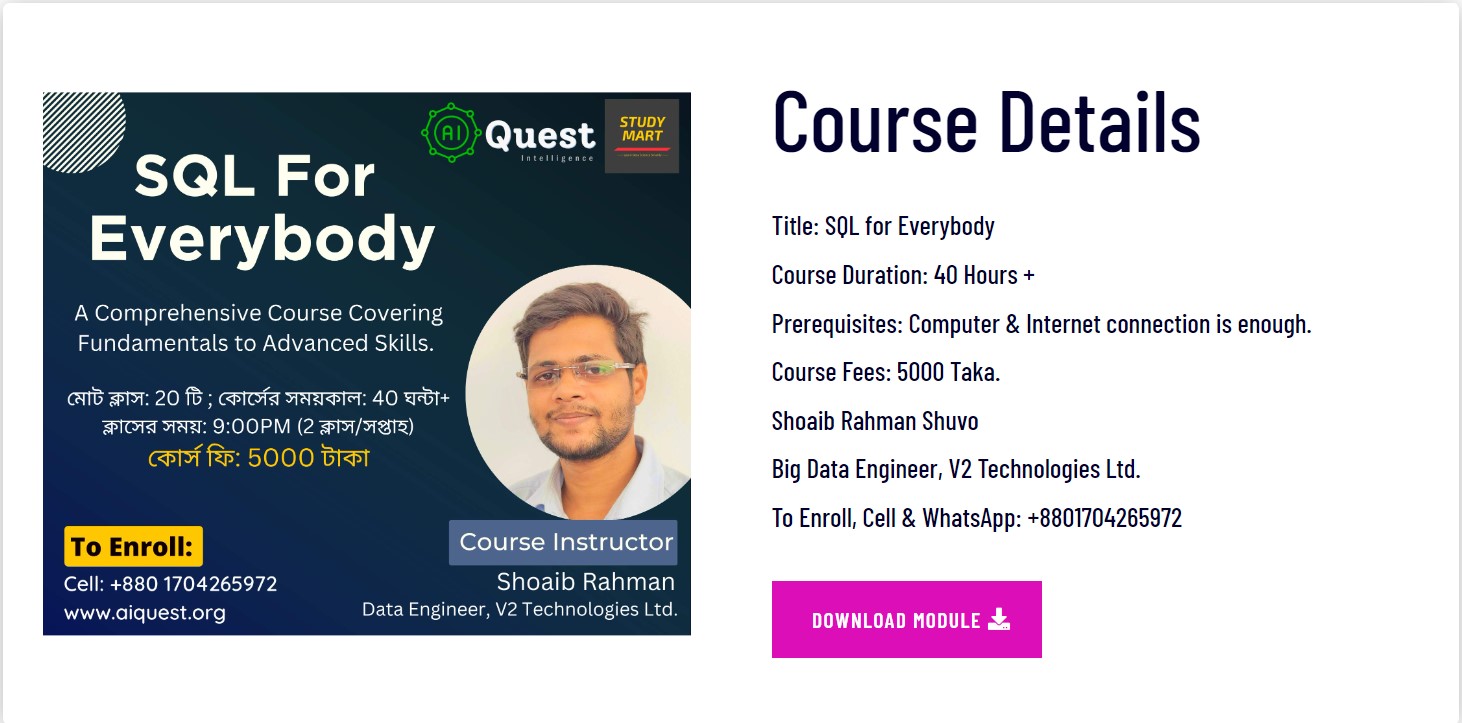 AI Quest
Intelligence
STUDY
MART
SQL For
Everybody
A Comprehensive Course Covering
Fundamentals to Advanced Skills.
মোট ক্লাস: 20 টি ; কোর্সের সময়কাল: 40 ঘন্টা+
ক্লাসের সময়: 9:00PM (2 ক্লাস/সপ্তাহ)
কোর্স ফি: 5000 টাকা
To Enroll:
Cell: +880 1704265972
www.aiquest.org
Course Instructor
Shoaib Rahman
Data Engineer, V2 Technologies Ltd.
Course Details
Title: SQL for Everybody
Course Duration: 40 Hours +
Prerequisites: Computer & Internet connection is enough.
Course Fees: 5000 Taka.
Shoaib Rahman Shuvo
Big Data Engineer, V2 Technologies Ltd.
To Enroll, Cell & WhatsApp: +8801704265972
DOWNLOAD MODULE